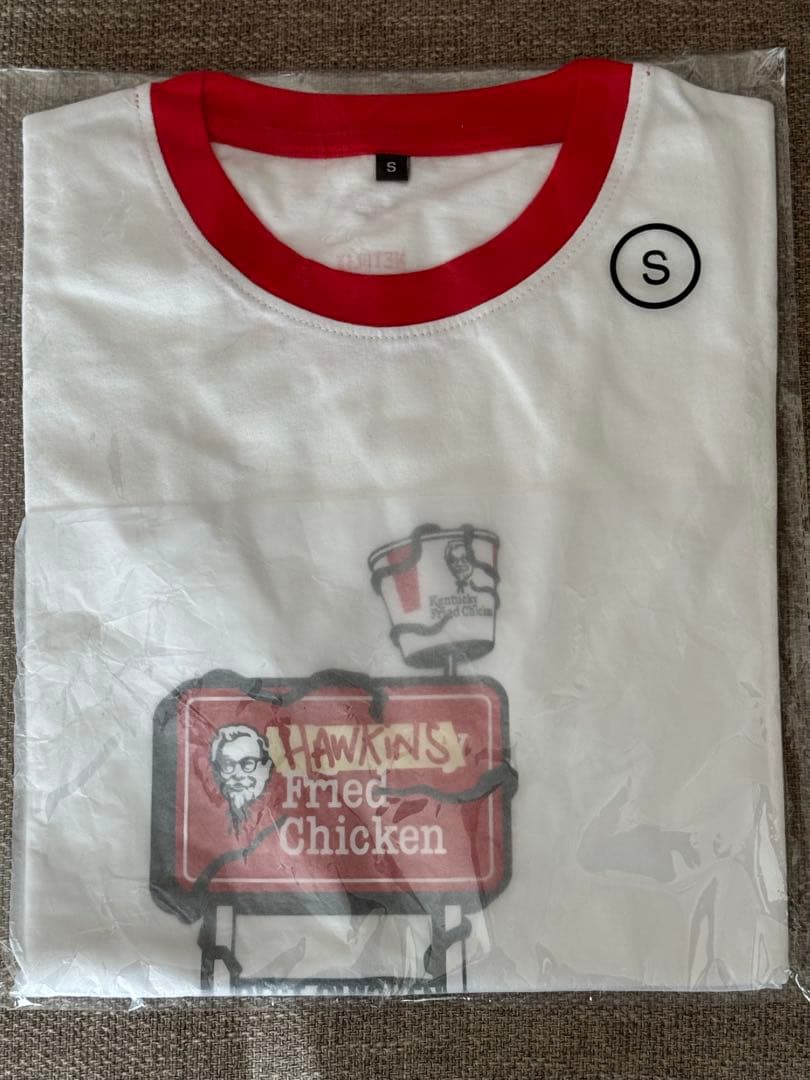 S
S
Kentucky
Fried Chicken
HAWKINS
Fried
Chicken